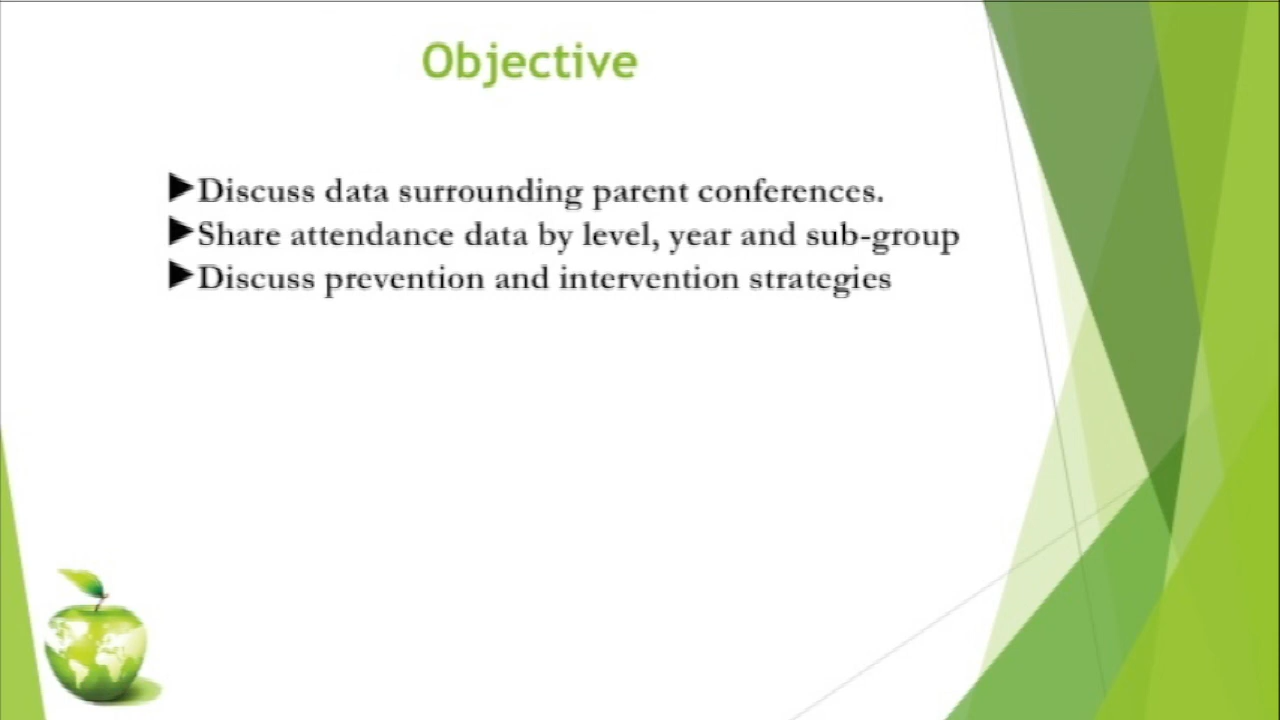 Objective
Discuss data surrounding parent conferences.
Share attendance data by level, year and sub-group
Discuss prevention and intervention strategies